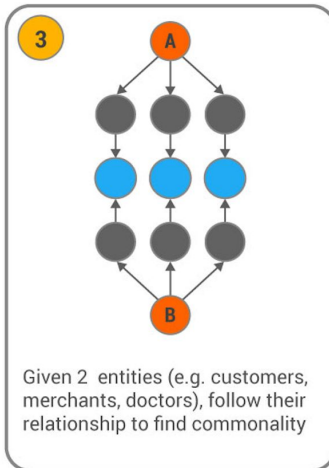 3
A
B
Given 2 entities (e.g. customers,
merchants, doctors), follow their
relationship to find commonality